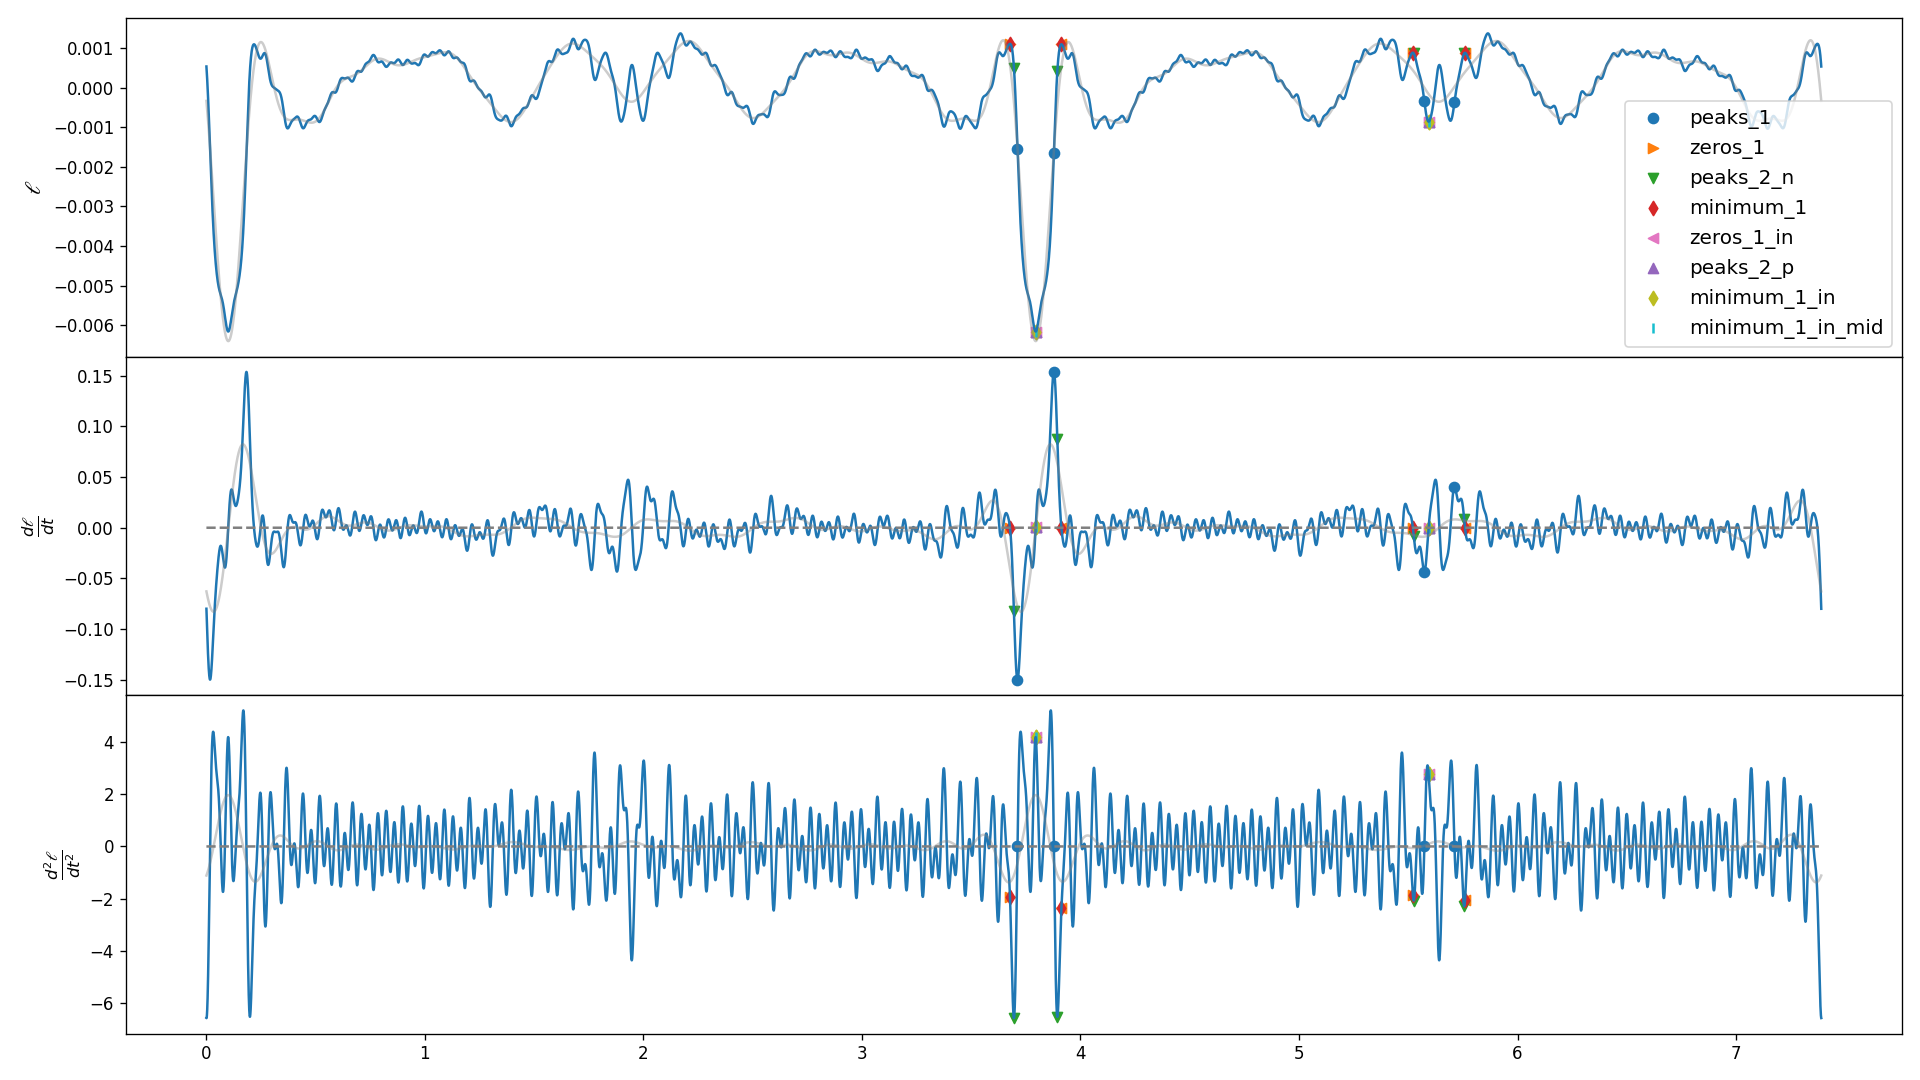 0.001
0.000
−0.001
−0.002
−0.003
−0.004
−0.005
−0.006
ℓ
peaks_1
zeros_1
peaks_2_n
minimum_1
zeros_1_in
peaks_2_p
minimum_1_in
minimum_1_in_mid
0.15
0.10
0.05
0.00
−0.05
−0.10
−0.15
dℓ/dt
4
2
0
−2
−4
−6
d²ℓ/dt²
0 1 2 3 4 5 6 7